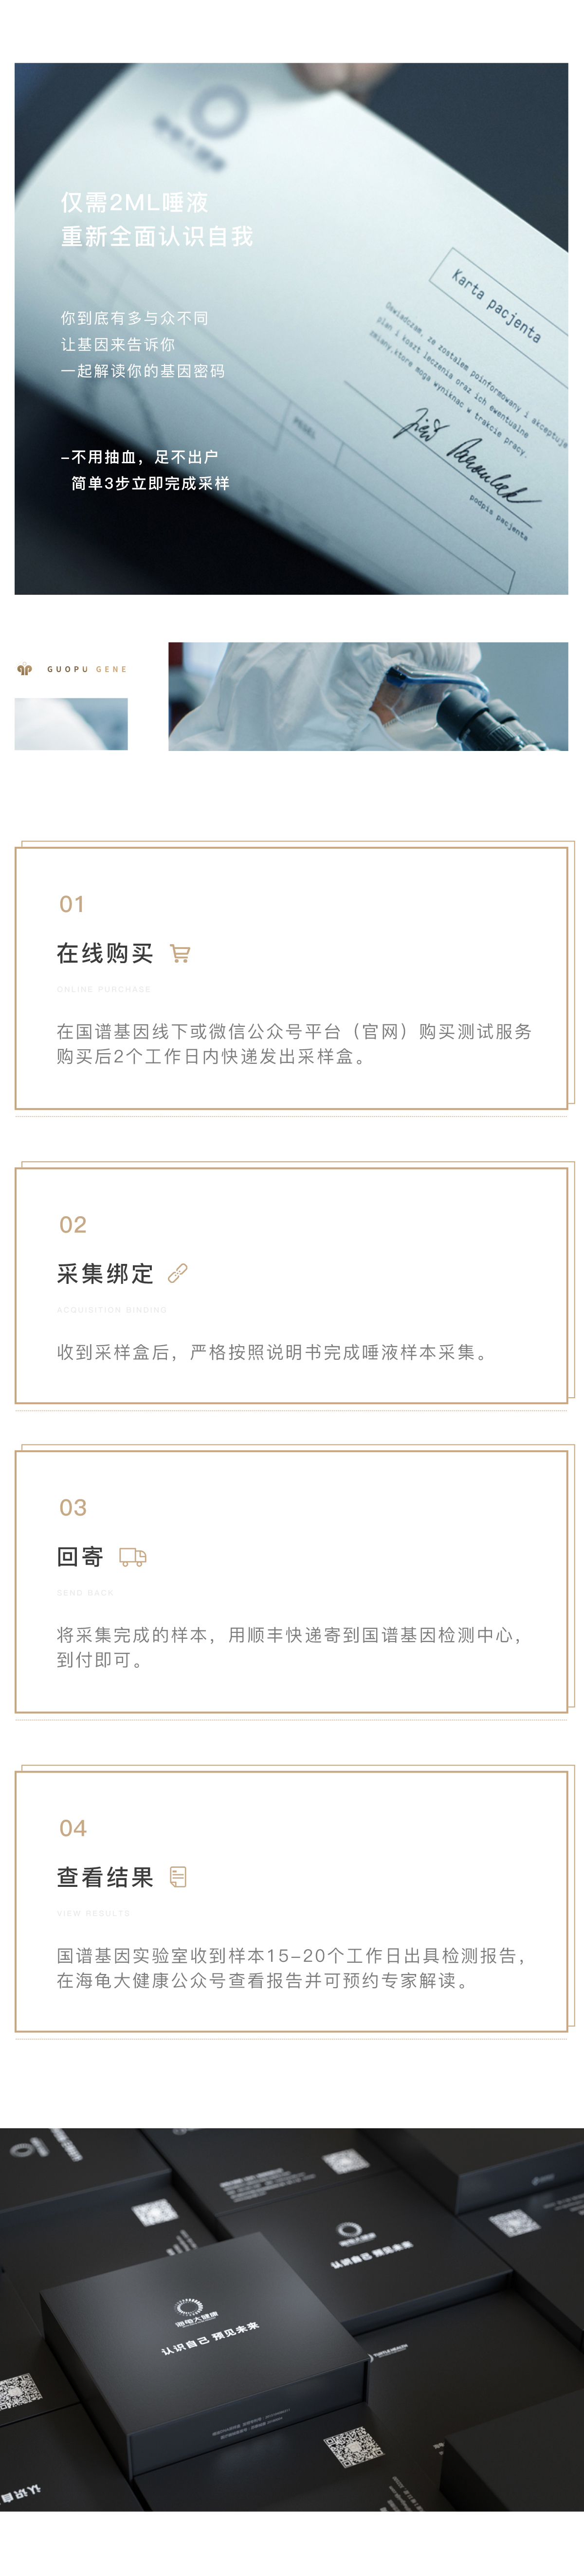 海龟大健康
仅需2ML唾液
重新全面认识自我
你到底有多与众不同
让基因来告诉你
一起解读你的基因密码
–不用抽血，足不出户
简单3步立即完成采样
Karta pacjenta
Oświadczam, że zostałem poinformowany i akceptuję
plan i koszt leczenia oraz ich ewentualne
zmiany, które mogą wyniknąć w trakcie pracy.
PESEL
podpis pacjenta
GUOPU GENE
01
在线购买
ONLINE PURCHASE
在国谱基因线下或微信公众号平台（官网）购买测试服务
购买后2个工作日内快递发出采样盒。
02
采集绑定
ACQUISITION BINDING
收到采样盒后，严格按照说明书完成唾液样本采集。
03
回寄
SEND BACK
将采集完成的样本，用顺丰快递寄到国谱基因检测中心，
到付即可。
04
查看结果
VIEW RESULTS
国谱基因实验室收到样本15–20个工作日出具检测报告，
在海龟大健康公众号查看报告并可预约专家解读。
认识自己 预见未来
海龟大健康
认识自己 预见未来
TURTLE HEALTH